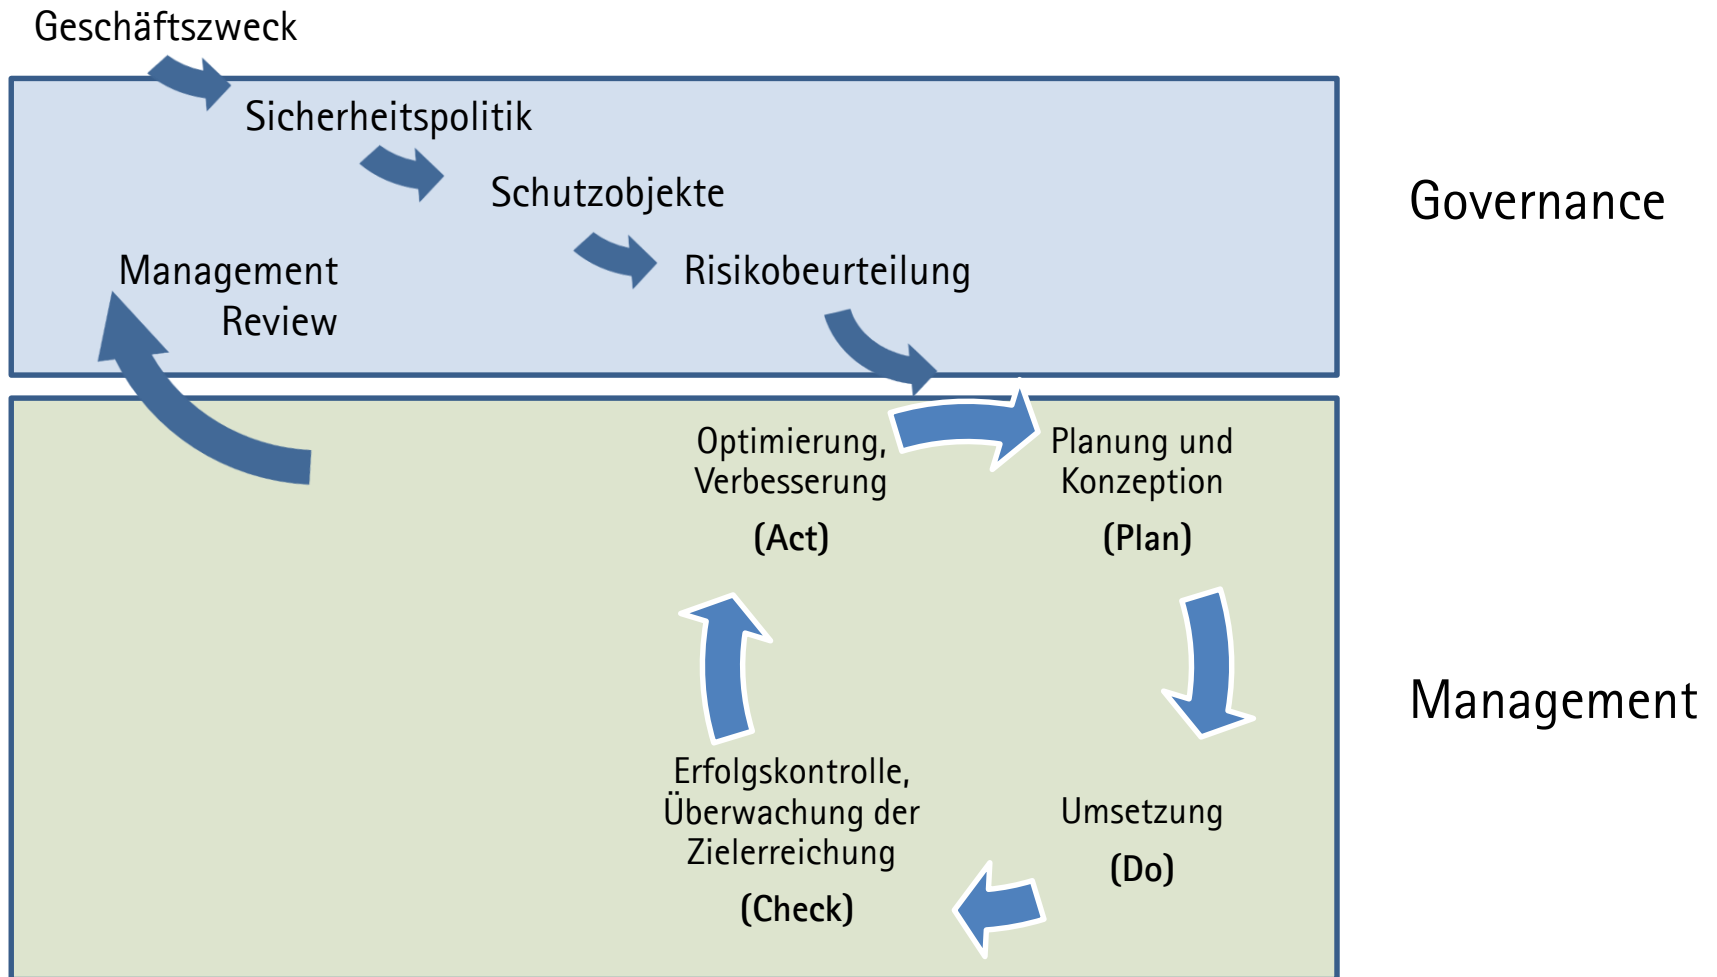 Geschäftszweck
Sicherheitspolitik
Schutzobjekte
Risikobeurteilung
Management
Review
Governance
Optimierung,
Verbesserung
(Act)
Planung und
Konzeption
(Plan)
Management
Erfolgskontrolle,
Überwachung der
Zielerreichung
(Check)
Umsetzung
(Do)